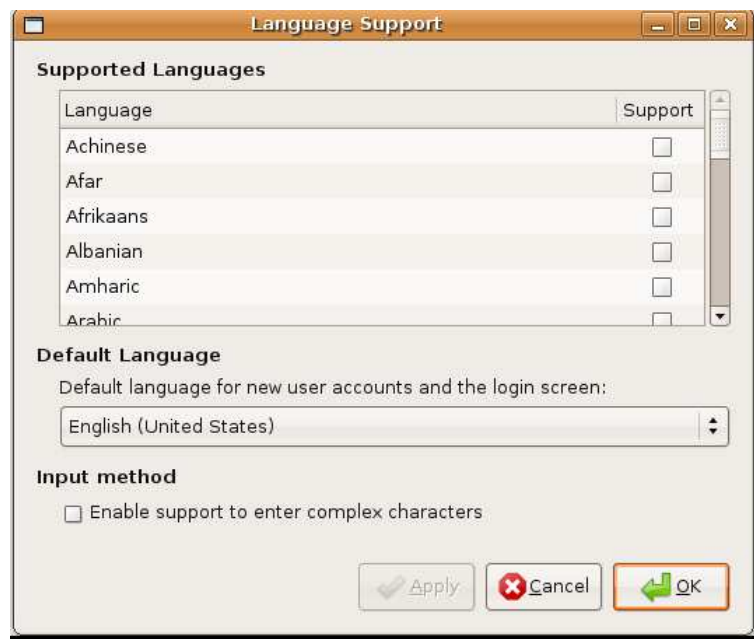 Language Support
Supported Languages
Language Support
Achinese
Afar
Afrikaans
Albanian
Amharic
Arabic
Default Language
Default language for new user accounts and the login screen:
English (United States)
Input method
Enable support to enter complex characters
Apply Cancel OK